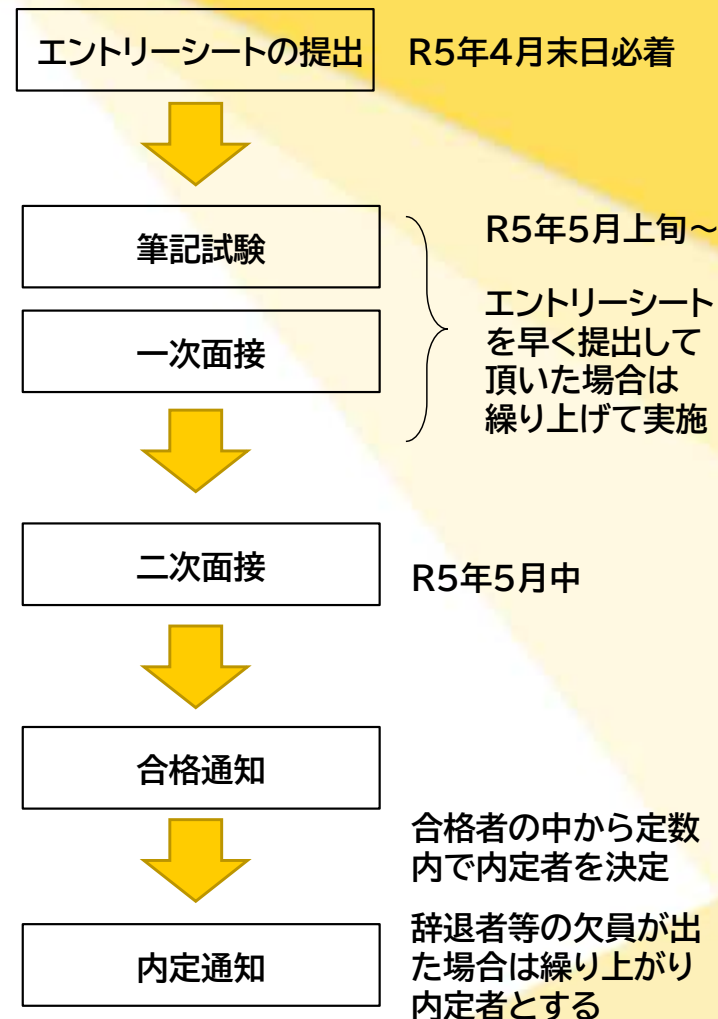 エントリーシートの提出
R5年4月末日必着
筆記試験
一次面接
R5年5月上旬～
エントリーシート
を早く提出して
頂いた場合は
繰り上げて実施
二次面接
R5年5月中
合格通知
合格者の中から定数
内で内定者を決定
内定通知
辞退者等の欠員が出
た場合は繰り上がり
内定者とする